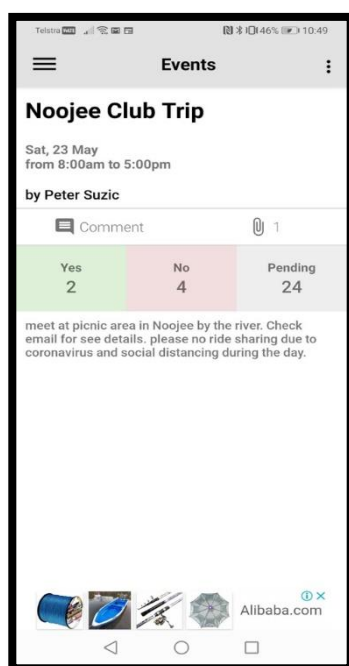 Telstra 46% 10:49
Events
Noojee Club Trip
Sat, 23 May
from 8:00am to 5:00pm
by Peter Suzic
Comment 1
Yes No Pending
2 4 24
meet at picnic area in Noojee by the river. Check
email for see details. please no ride sharing due to
coronavirus and social distancing during the day.
Alibaba.com